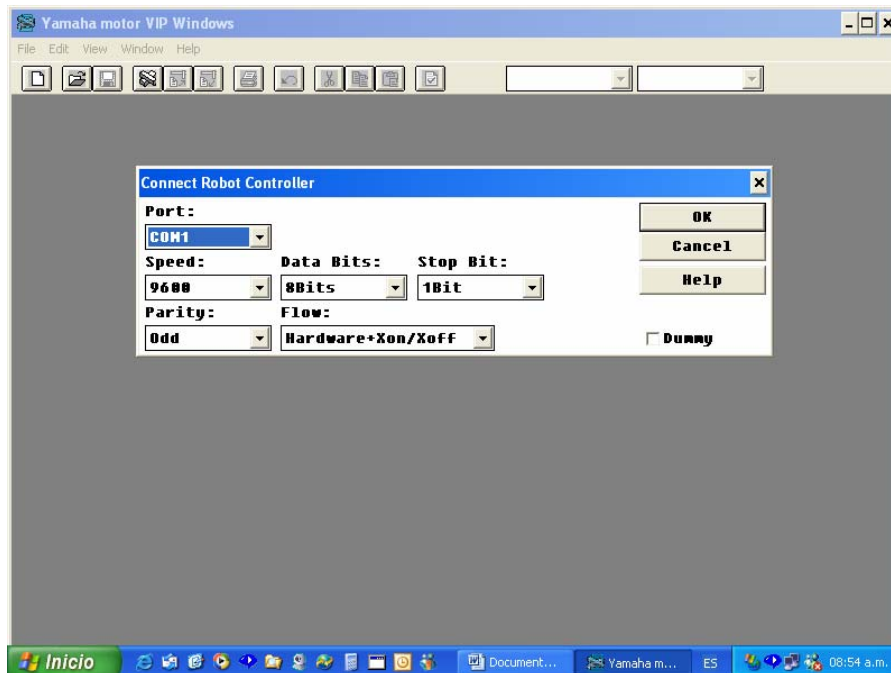 Yamaha motor VIP Windows
File Edit View Window Help
Connect Robot Controller
Port:
COM1
OK
Cancel
Speed: Data Bits: Stop Bit:
9600 8Bits 1Bit
Help
Parity: Flow:
Odd Hardware+Xon/Xoff
Dummy
Inicio Document... Yamaha m... ES 08:54 a.m.